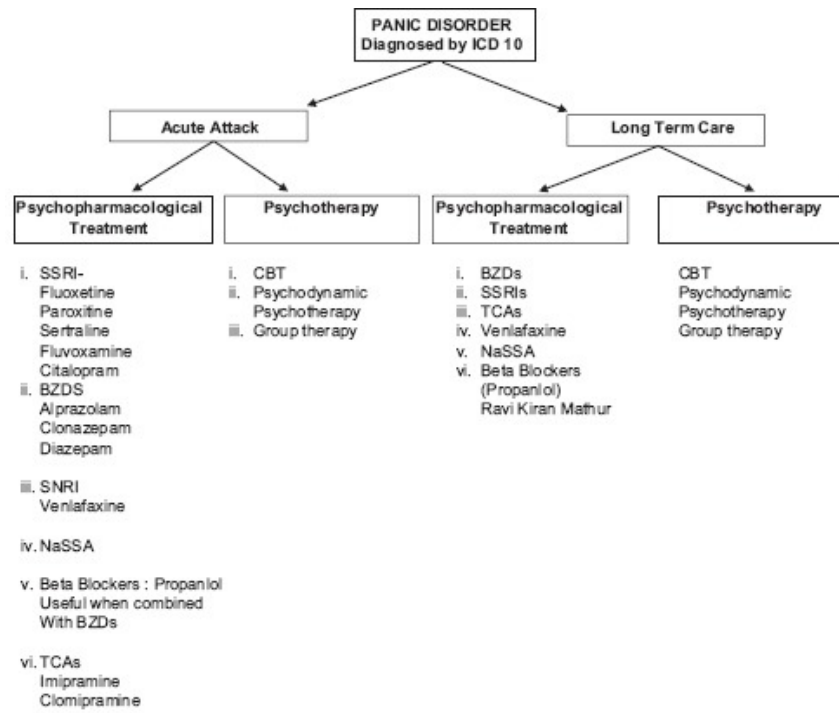 PANIC DISORDER
Diagnosed by ICD 10
Acute Attack
Long Term Care
Psychopharmacological
Treatment
Psychotherapy
Psychopharmacological
Treatment
Psychotherapy
i. SSRI-
Fluoxetine
Paroxitine
Sertraline
Fluvoxamine
Citalopram
ii. BZDS
Alprazolam
Clonazepam
Diazepam
iii. SNRI
Venlafaxine
iv. NaSSA
v. Beta Blockers : Propanlol
Useful when combined
With BZDs
vi. TCAs
Imipramine
Clomipramine
i. CBT
ii. Psychodynamic
Psychotherapy
iii. Group therapy
i. BZDs
ii. SSRIs
iii. TCAs
iv. Venlafaxine
v. NaSSA
vi. Beta Blockers
(Propanlol)
Ravi Kiran Mathur
CBT
Psychodynamic
Psychotherapy
Group therapy